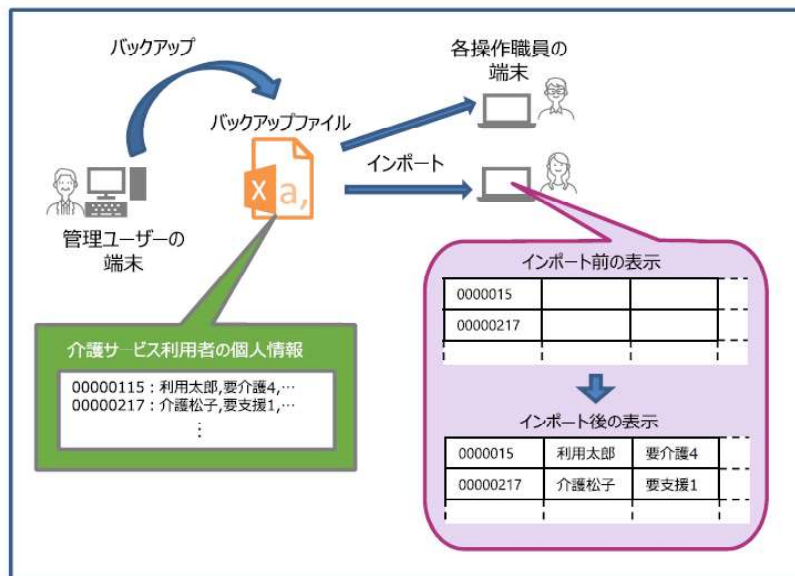 バックアップ
各操作職員の
端末
バックアップファイル
X a,
インポート
管理ユーザーの
端末
介護サービス利用者の個人情報
00000115：利用太郎,要介護4,…
00000217：介護松子,要支援1,…
⋮
インポート前の表示
0000015
00000217
インポート後の表示
0000015 利用太郎 要介護4
00000217 介護松子 要支援1